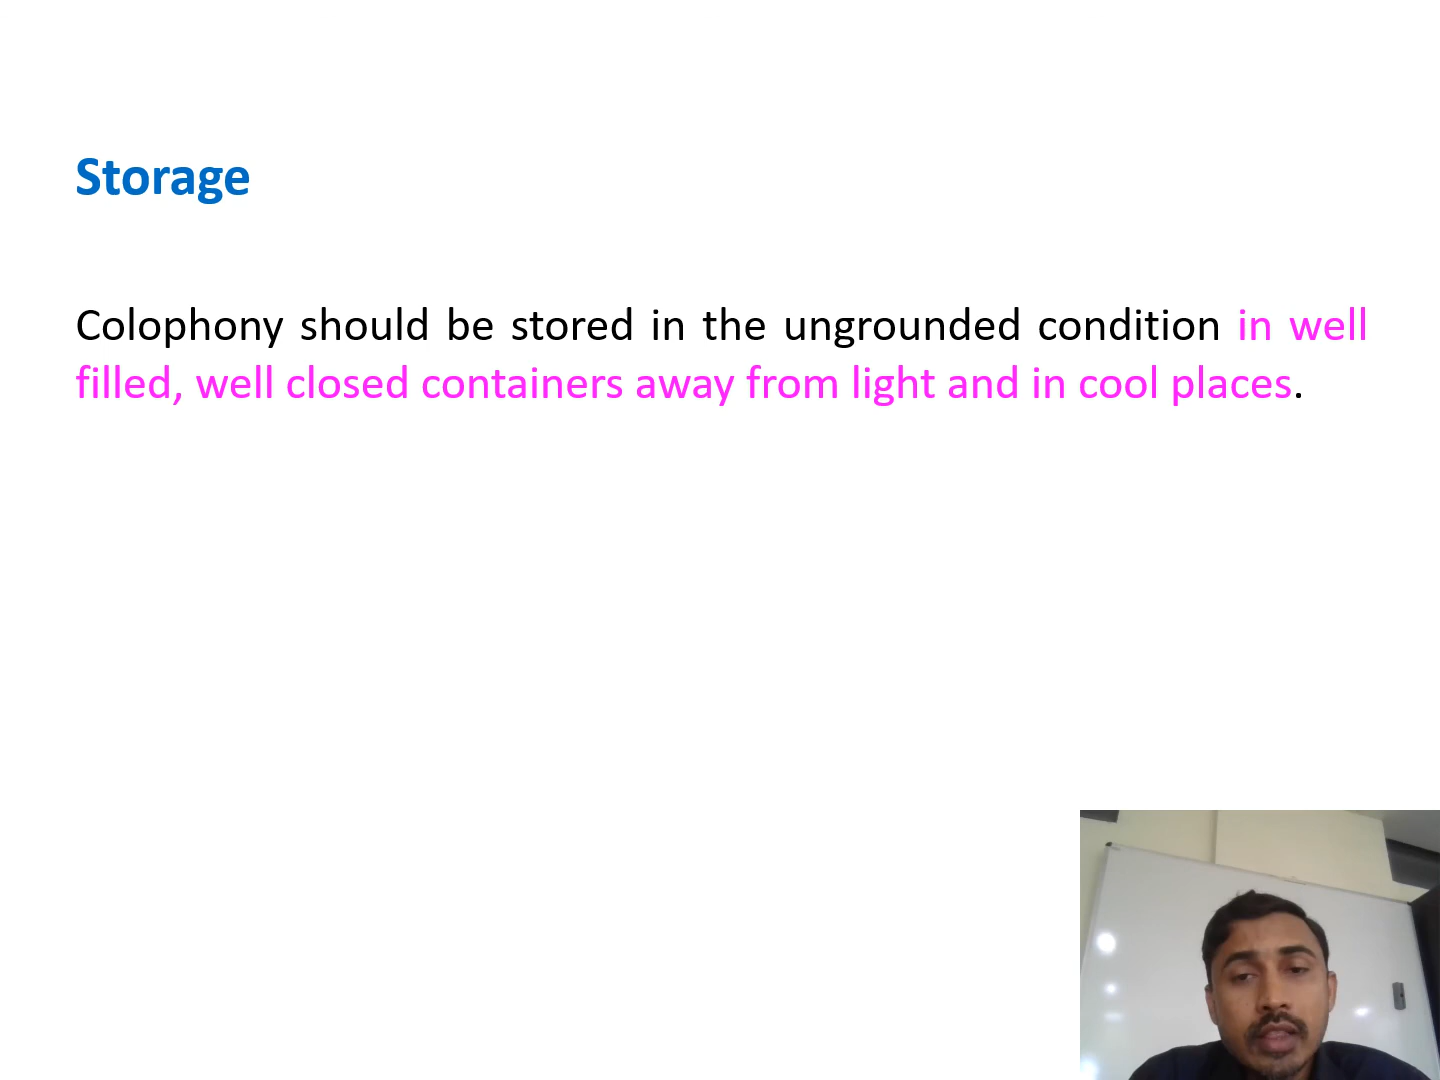 Storage
Colophony should be stored in the ungrounded condition in well
filled, well closed containers away from light and in cool places.